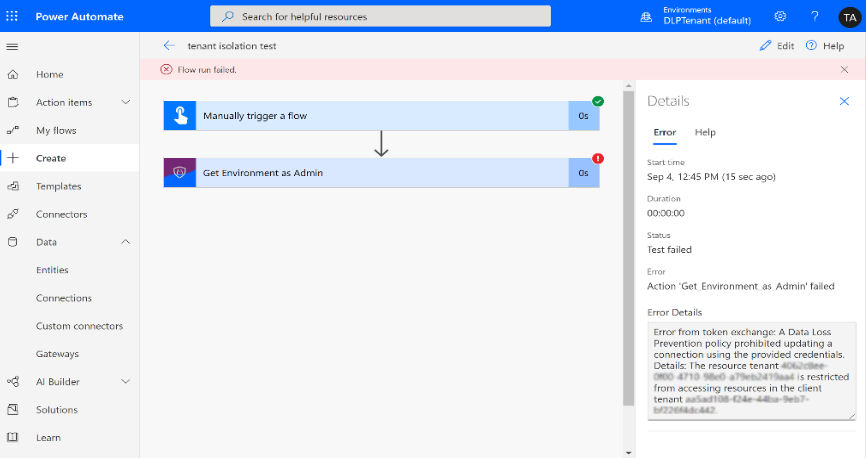 Power Automate
Search for helpful resources
Environments
DLPTenant (default)
?
TA
tenant isolation test
Edit
Help
Flow run failed.
Home
Action items
My flows
Create
Templates
Connectors
Data
Entities
Connections
Custom connectors
Gateways
AI Builder
Solutions
Learn
Manually trigger a flow
0s
Get Environment as Admin
0s
Details
Error
Help
Start time
Sep 4, 12:45 PM (15 sec ago)
Duration
00:00:00
Status
Test failed
Error
Action 'Get_Environment_as_Admin' failed
Error Details
Error from token exchange: A Data Loss
Prevention policy prohibited updating a
connection using the provided credentials.
Details: The resource tenant
is restricted
from accessing resources in the client
tenant